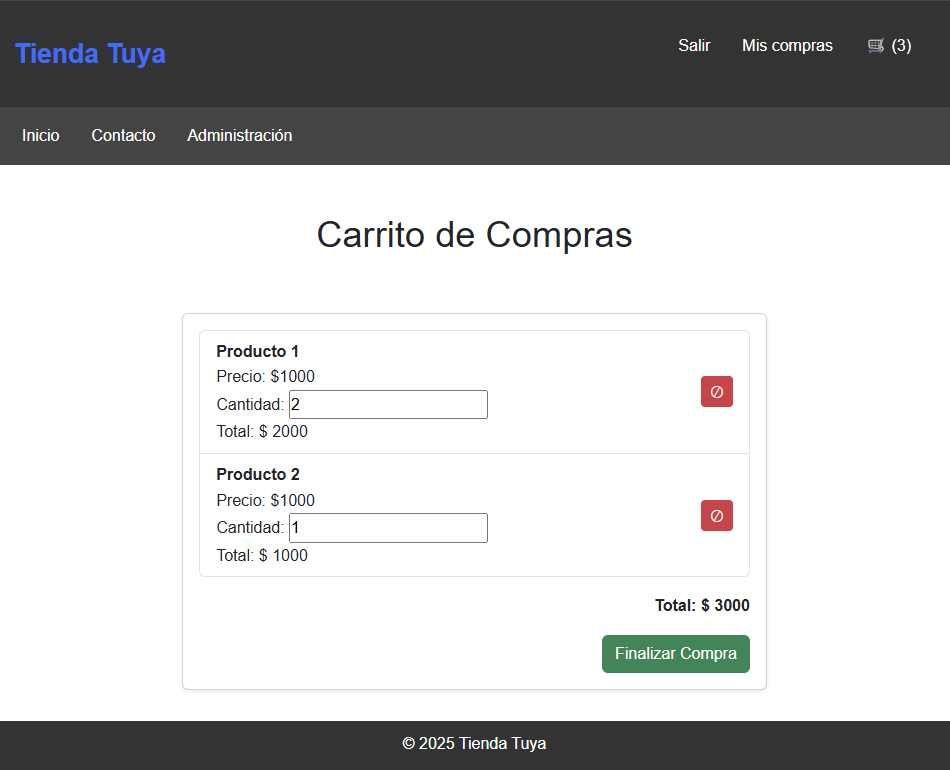 Tienda Tuya
Salir Mis compras (3)
Inicio Contacto Administración
Carrito de Compras
Producto 1
Precio: $1000
Cantidad: 2
Total: $ 2000
Producto 2
Precio: $1000
Cantidad: 1
Total: $ 1000
Total: $ 3000
Finalizar Compra
© 2025 Tienda Tuya